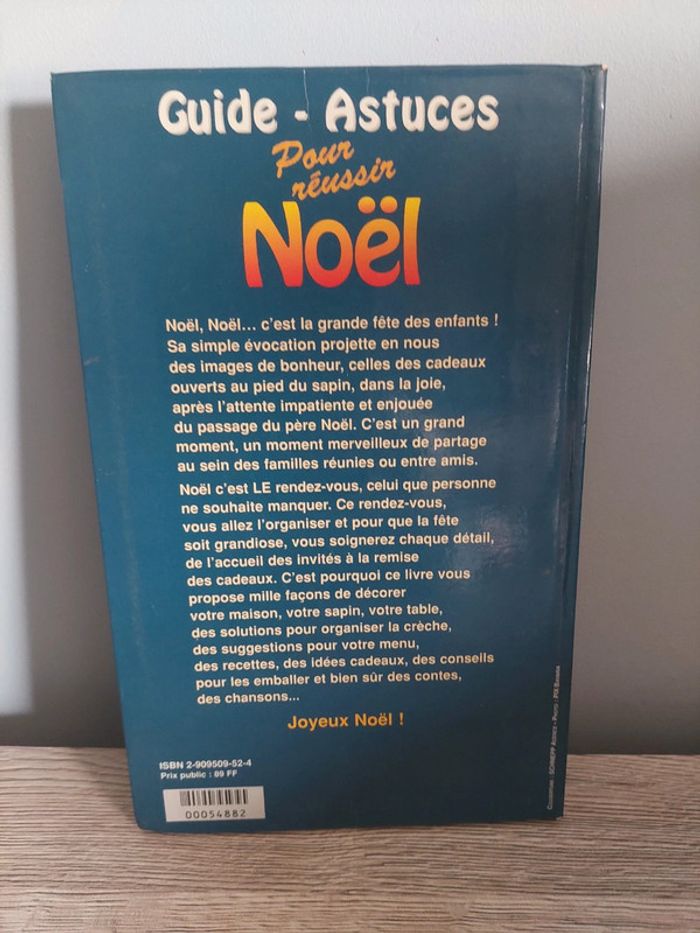 Guide - Astuces
Pour
réussir
Noël
Noël, Noël... c'est la grande fête des enfants !
Sa simple évocation projette en nous
des images de bonheur, celles des cadeaux
ouverts au pied du sapin, dans la joie,
après l'attente impatiente et enjouée
du passage du père Noël. C'est un grand
moment, un moment merveilleux de partage
au sein des familles réunies ou entre amis.
Noël c'est LE rendez-vous, celui que personne
ne souhaite manquer. Ce rendez-vous,
vous allez l'organiser et pour que la fête
soit grandiose, vous soignerez chaque détail,
de l'accueil des invités à la remise
des cadeaux. C'est pourquoi ce livre vous
propose mille façons de décorer
votre maison, votre sapin, votre table,
des solutions pour organiser la crèche,
des suggestions pour votre menu,
des recettes, des idées cadeaux, des conseils
pour les emballer et bien sûr des contes,
des chansons...
Joyeux Noël !
ISBN 2-909509-52-4
Prix public : 89 FF
00054882
PHOTO : PIX BAVARIA